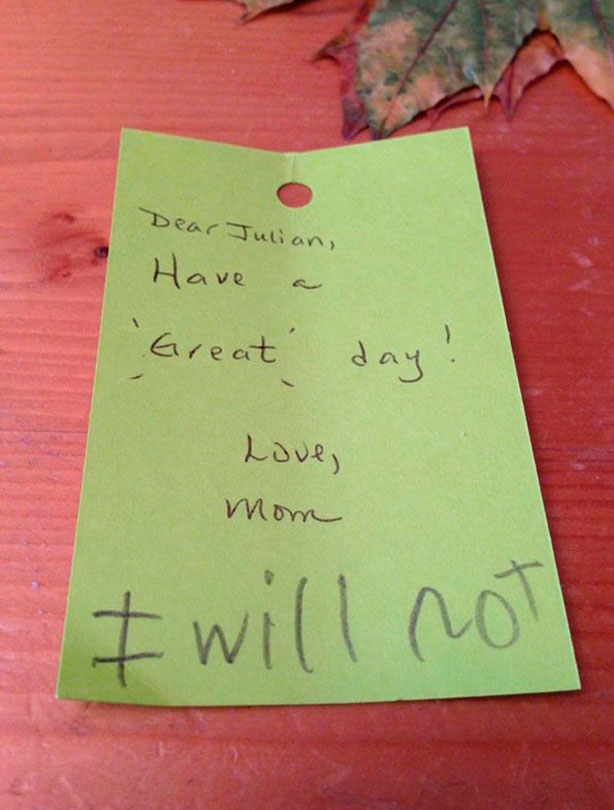 Dear Julian,
Have a
Great day!
Love,
Mom
I will not